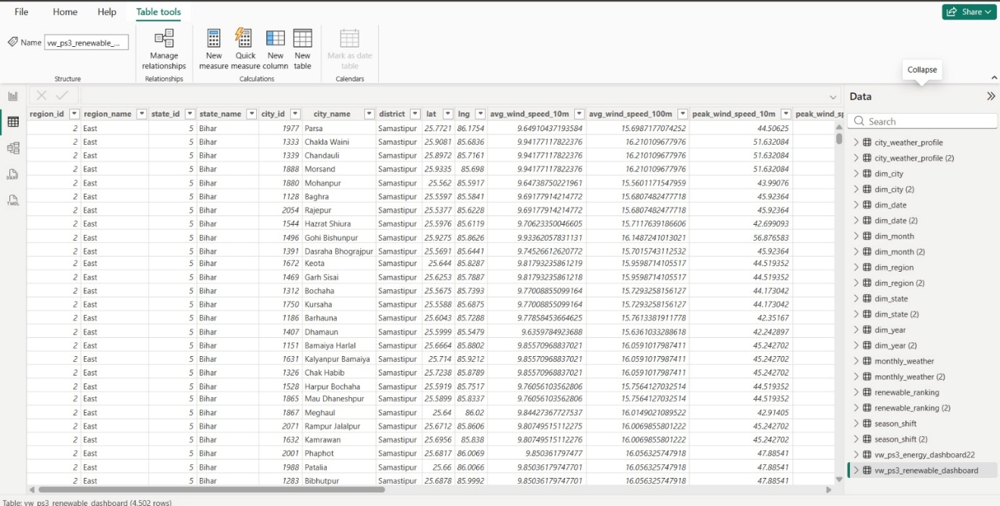 File Home Help Table tools Share
Name vw_ps3_renewable_...
Manage relationships
New measure
Quick measure
New column
New table
Mark as date table
Structure Relationships Calculations Calendars
Collapse
region_id region_name state_id state_name city_id city_name district lat lng avg_wind_speed_10m avg_wind_speed_100m peak_wind_speed_10m peak_wind_sp
2 East 5 Bihar 1977 Parsa Samastipur 25.7721 86.1754 9.64910437193584 15.6987177074252 44.50625
2 East 5 Bihar 1333 Chakla Waini Samastipur 25.9081 85.6836 9.94177117822376 16.210109677976 51.632084
2 East 5 Bihar 1339 Chandauli Samastipur 25.8972 85.7161 9.94177117822376 16.210109677976 51.632084
2 East 5 Bihar 1888 Morsand Samastipur 25.9335 85.698 9.94177117822376 16.210109677976 51.632084
2 East 5 Bihar 1880 Mohanpur Samastipur 25.562 85.5917 9.64738750221961 15.5601171547959 43.99076
2 East 5 Bihar 1128 Baghra Samastipur 25.5597 85.5841 9.69177914214772 15.6807482477718 45.92364
2 East 5 Bihar 2054 Rajepur Samastipur 25.5377 85.6228 9.69177914214772 15.6807482477718 45.92364
2 East 5 Bihar 1544 Hazrat Shiura Samastipur 25.5976 85.6119 9.70623350046605 15.7117639186606 42.699093
2 East 5 Bihar 1496 Gohi Bishunpur Samastipur 25.9275 85.8626 9.93362057831131 16.1487241013021 56.876583
2 East 5 Bihar 1391 Dasraha Bhograjpur Samastipur 25.5691 85.6441 9.74526612620772 15.7015743112532 45.92364
2 East 5 Bihar 1672 Keota Samastipur 25.644 85.8287 9.81793235861219 15.9598714105517 44.519352
2 East 5 Bihar 1469 Garh Sisai Samastipur 25.6253 85.7887 9.81793235861218 15.9598714105517 44.519352
2 East 5 Bihar 1312 Bochaha Samastipur 25.5675 85.7393 9.77008855099164 15.7293258156127 44.173042
2 East 5 Bihar 1750 Kursaha Samastipur 25.5588 85.6875 9.77008855099164 15.7293258156127 44.173042
2 East 5 Bihar 1186 Barhauna Samastipur 25.6043 85.7288 9.77858453664625 15.7613381911778 42.35167
2 East 5 Bihar 1407 Dhamaun Samastipur 25.5999 85.5479 9.6359784923688 15.6361033288618 42.242897
2 East 5 Bihar 1151 Bamaiya Harlal Samastipur 25.6664 85.8802 9.85570968837021 16.0591017987411 45.242702
2 East 5 Bihar 1631 Kalyanpur Bamaiya Samastipur 25.714 85.9212 9.85570968837021 16.0591017987411 45.242702
2 East 5 Bihar 1326 Chak Habib Samastipur 25.7238 85.8789 9.85570968837021 16.0591017987411 45.242702
2 East 5 Bihar 1528 Harpur Bochaha Samastipur 25.5919 85.7517 9.76056103562806 15.7564127032514 44.519352
2 East 5 Bihar 1865 Mau Dhaneshpur Samastipur 25.5899 85.8337 9.76056103562806 15.7564127032514 44.519352
2 East 5 Bihar 1867 Meghaul Samastipur 25.64 86.02 9.84427367727537 16.0149021089522 42.91405
2 East 5 Bihar 2071 Rampur Jalalpur Samastipur 25.6712 85.8606 9.80749515112275 16.0069855801222 45.242702
2 East 5 Bihar 1632 Kamrawan Samastipur 25.6956 85.838 9.80749515112276 16.0069855801222 45.242702
2 East 5 Bihar 2001 Phaphot Samastipur 25.6817 86.0069 9.850361797477 16.056325747918 47.88541
2 East 5 Bihar 1988 Patalia Samastipur 25.66 86.0066 9.85036179747701 16.056325747918 47.88541
2 East 5 Bihar 1283 Bibhutpur Samastipur 25.6878 85.9992 9.85036179747701 16.056325747918 47.88541
Data
Search
city_weather_profile
city_weather_profile (2)
dim_city
dim_city (2)
dim_date
dim_date (2)
dim_month
dim_month (2)
dim_region
dim_region (2)
dim_state
dim_state (2)
dim_year
dim_year (2)
monthly_weather
monthly_weather (2)
renewable_ranking
renewable_ranking (2)
season_shift
season_shift (2)
vw_ps3_energy_dashboard22
vw_ps3_renewable_dashboard
Table: vw_ps3_renewable_dashboard (4,502 rows)